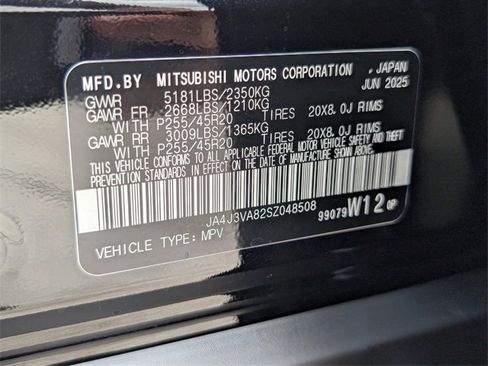 MFD.BY MITSUBISHI MOTORS CORPORATION JAPAN
GVWR 5181LBS/2350KG JUN 2025
GAWR FR 2668LBS/1210KG
WITH P255/45R20 TIRES 20X8.0J RIMS
GAWR RR 3009LBS/1365KG
WITH P255/45R20 TIRES 20X8.0J RIMS
THIS VEHICLE CONFORMS TO ALL APPLICABLE FEDERAL MOTOR VEHICLE SAFETY, BUMPER, AND THEFT
PREVENTION STANDARDS IN EFFECT ON THE DATE OF MANUFACTURE SHOWN ABOVE.
JA4J3VA82SZ048508
VEHICLE TYPE: MPV 99079 W12